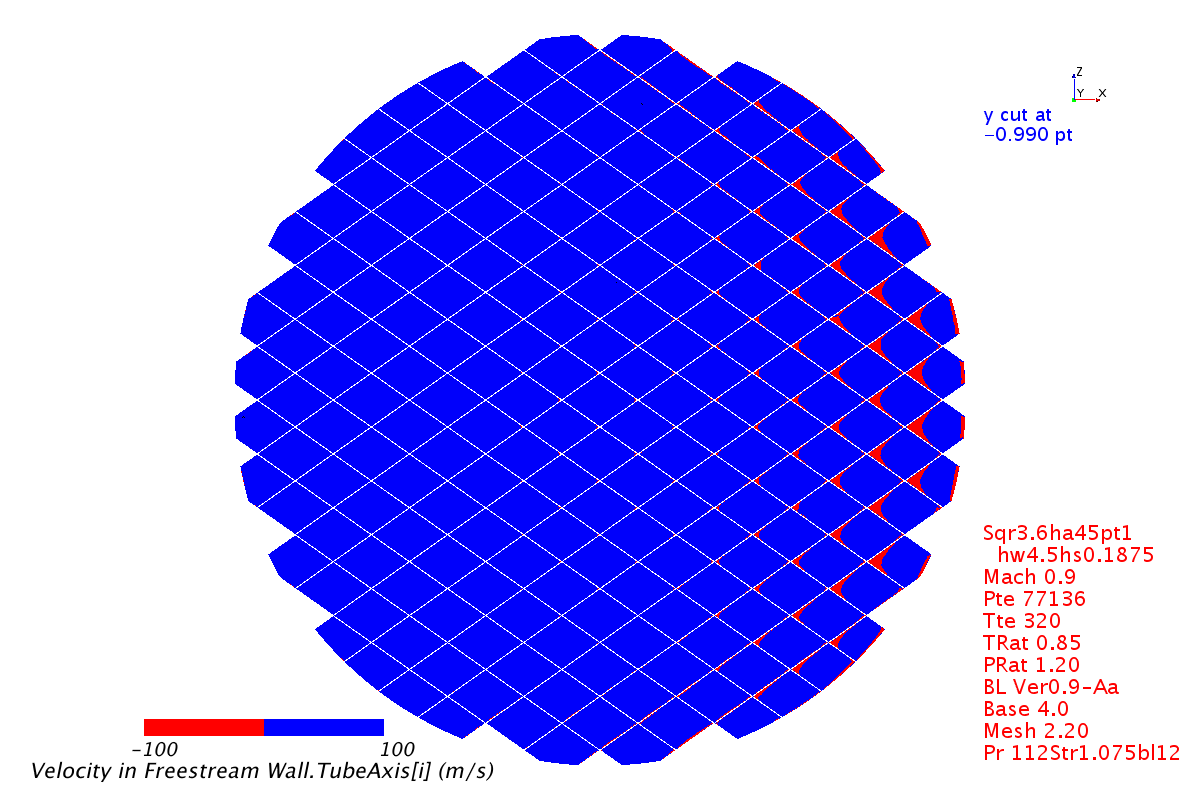 Z
Y X
y cut at
−0.990 pt
Sqr3.6ha45pt1
hw4.5hs0.1875
Mach 0.9
Pte 77136
Tte 320
TRat 0.85
PRat 1.20
BL Ver0.9−Aa
Base 4.0
Mesh 2.20
Pr 112Str1.075bl12
−100 100
Velocity in Freestream Wall.TubeAxis[i] (m/s)